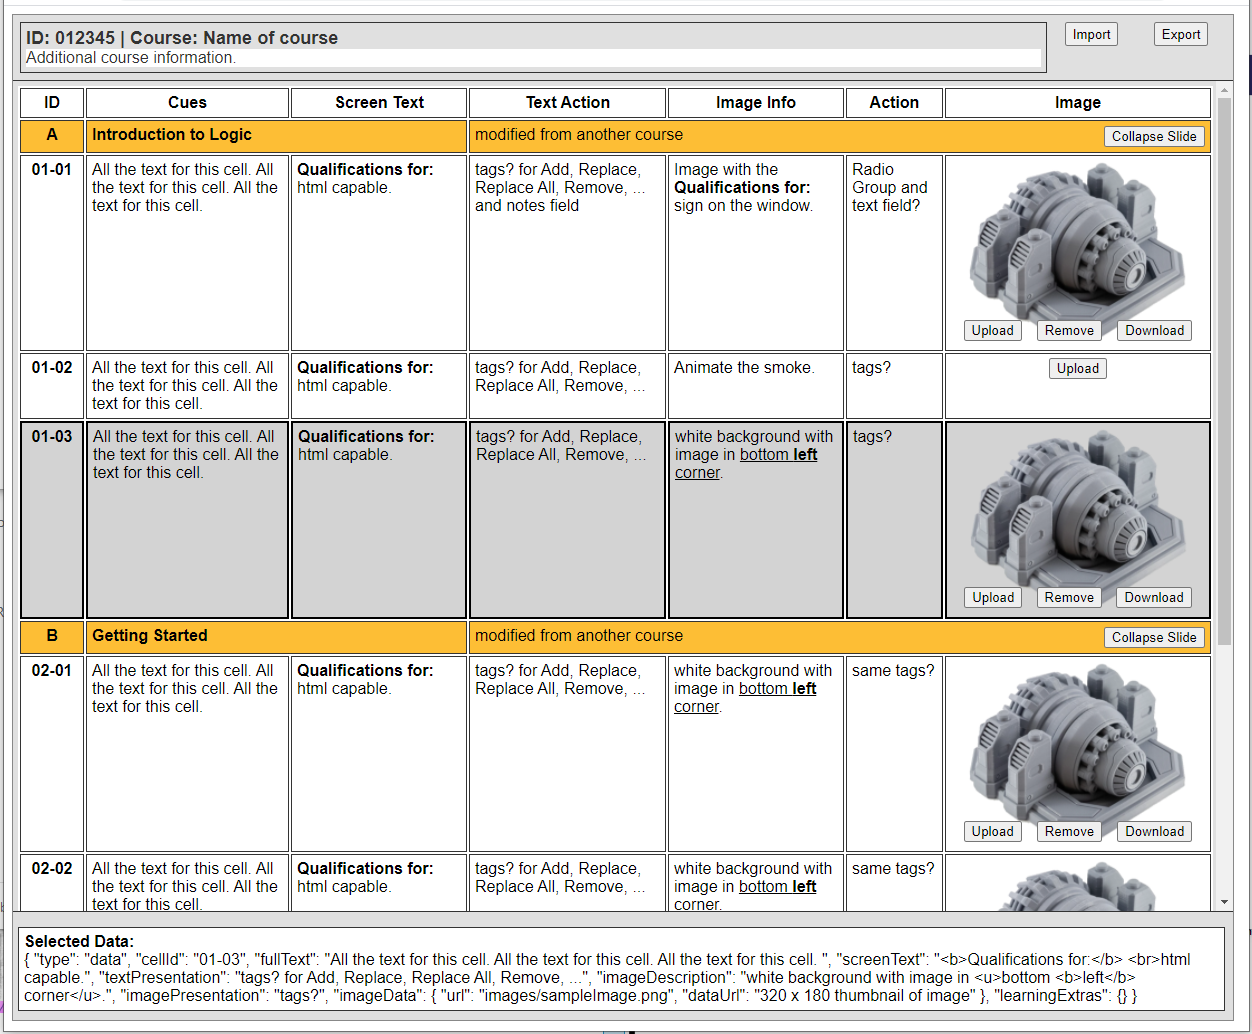 ID: 012345 | Course: Name of course
Additional course information.
Import
Export
ID
Cues
Screen Text
Text Action
Image Info
Action
Image
A
Introduction to Logic
modified from another course
Collapse Slide
01-01
All the text for this cell. All
the text for this cell. All the
text for this cell.
Qualifications for:
html capable.
tags? for Add, Replace,
Replace All, Remove, ...
and notes field
Image with the
Qualifications for:
sign on the window.
Radio
Group and
text field?
Upload
Remove
Download
01-02
All the text for this cell. All
the text for this cell. All the
text for this cell.
Qualifications for:
html capable.
tags? for Add, Replace,
Replace All, Remove, ...
Animate the smoke.
tags?
Upload
01-03
All the text for this cell. All
the text for this cell. All the
text for this cell.
Qualifications for:
html capable.
tags? for Add, Replace,
Replace All, Remove, ...
white background with
image in bottom left
corner.
tags?
Upload
Remove
Download
B
Getting Started
modified from another course
Collapse Slide
02-01
All the text for this cell. All
the text for this cell. All the
text for this cell.
Qualifications for:
html capable.
tags? for Add, Replace,
Replace All, Remove, ...
white background with
image in bottom left
corner.
same tags?
Upload
Remove
Download
02-02
All the text for this cell. All
the text for this cell. All the
text for this cell.
Qualifications for:
html capable.
tags? for Add, Replace,
Replace All, Remove, ...
white background with
image in bottom left
corner.
same tags?
Selected Data:
{ "type": "data", "cellId": "01-03", "fullText": "All the text for this cell. All the text for this cell. All the text for this cell. ", "screenText": "<b>Qualifications for:</b> <br>html
capable.", "textPresentation": "tags? for Add, Replace, Replace All, Remove, ...", "imageDescription": "white background with image in <u>bottom <b>left</b>
corner</u>.", "imagePresentation": "tags?", "imageData": { "url": "images/sampleImage.png", "dataUrl": "320 x 180 thumbnail of image" }, "learningExtras": {} }